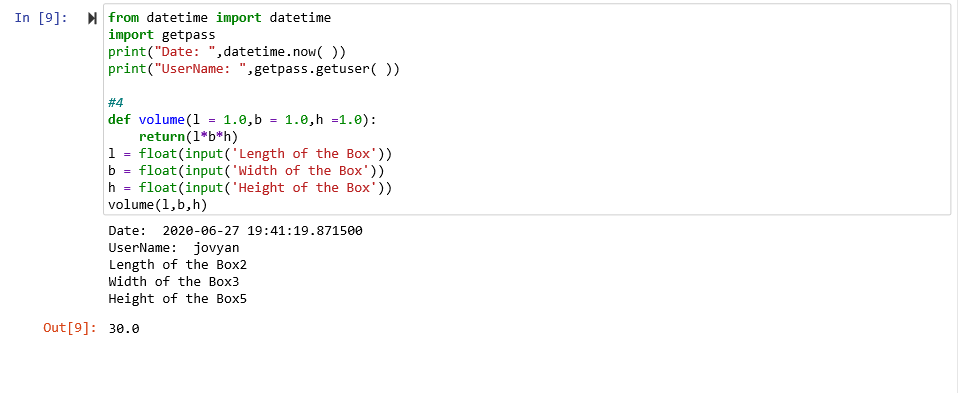 In [9]: from datetime import datetime
import getpass
print("Date: ",datetime.now( ))
print("UserName: ",getpass.getuser( ))
#4
def volume(l = 1.0,b = 1.0,h =1.0):
    return(l*b*h)
l = float(input('Length of the Box'))
b = float(input('Width of the Box'))
h = float(input('Height of the Box'))
volume(l,b,h)
Date:  2020-06-27 19:41:19.871500
UserName:  jovyan
Length of the Box2
Width of the Box3
Height of the Box5
Out[9]: 30.0